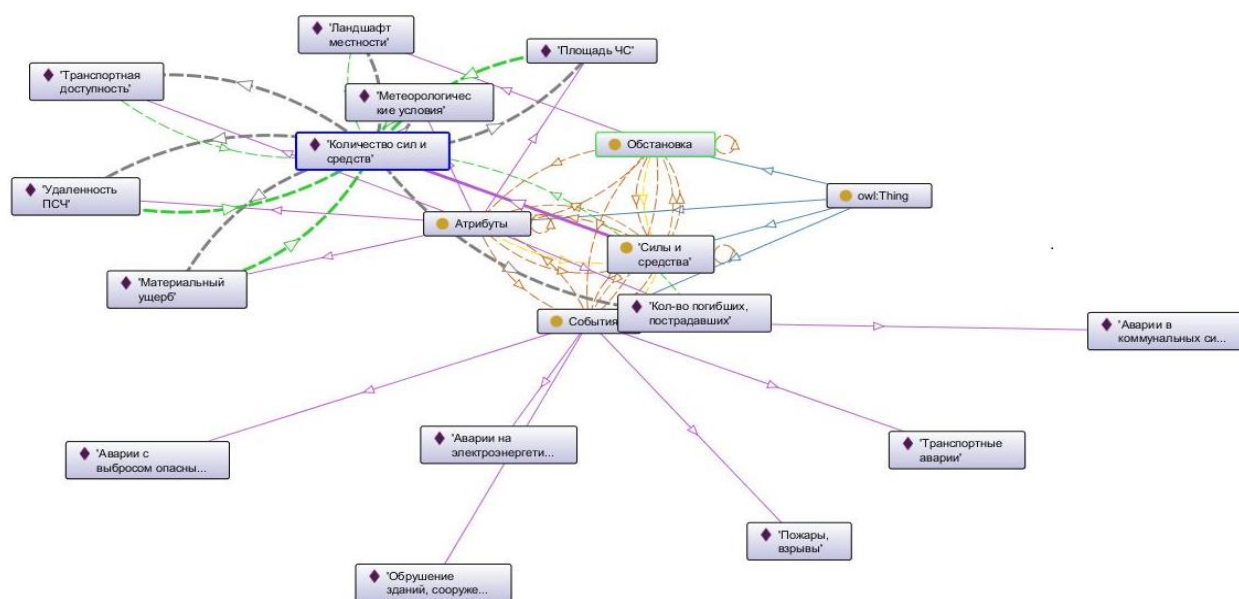 'Ландшафт
местности'
'Площадь ЧС'
'Транспортная
доступность'
'Метеорологичес
кие условия'
'Количество сил и
средств'
Обстановка
'Удаленность
ПСЧ'
owl:Thing
Атрибуты
'Силы и
средства'
'Материальный
ущерб'
'Кол-во погибших,
пострадавших'
События
'Аварии в
коммунальных си...
'Аварии с
выбросом опасны...
'Аварии на
электроэнергети...
'Транспортные
аварии'
'Пожары,
взрывы'
'Обрушение
зданий, сооруже...